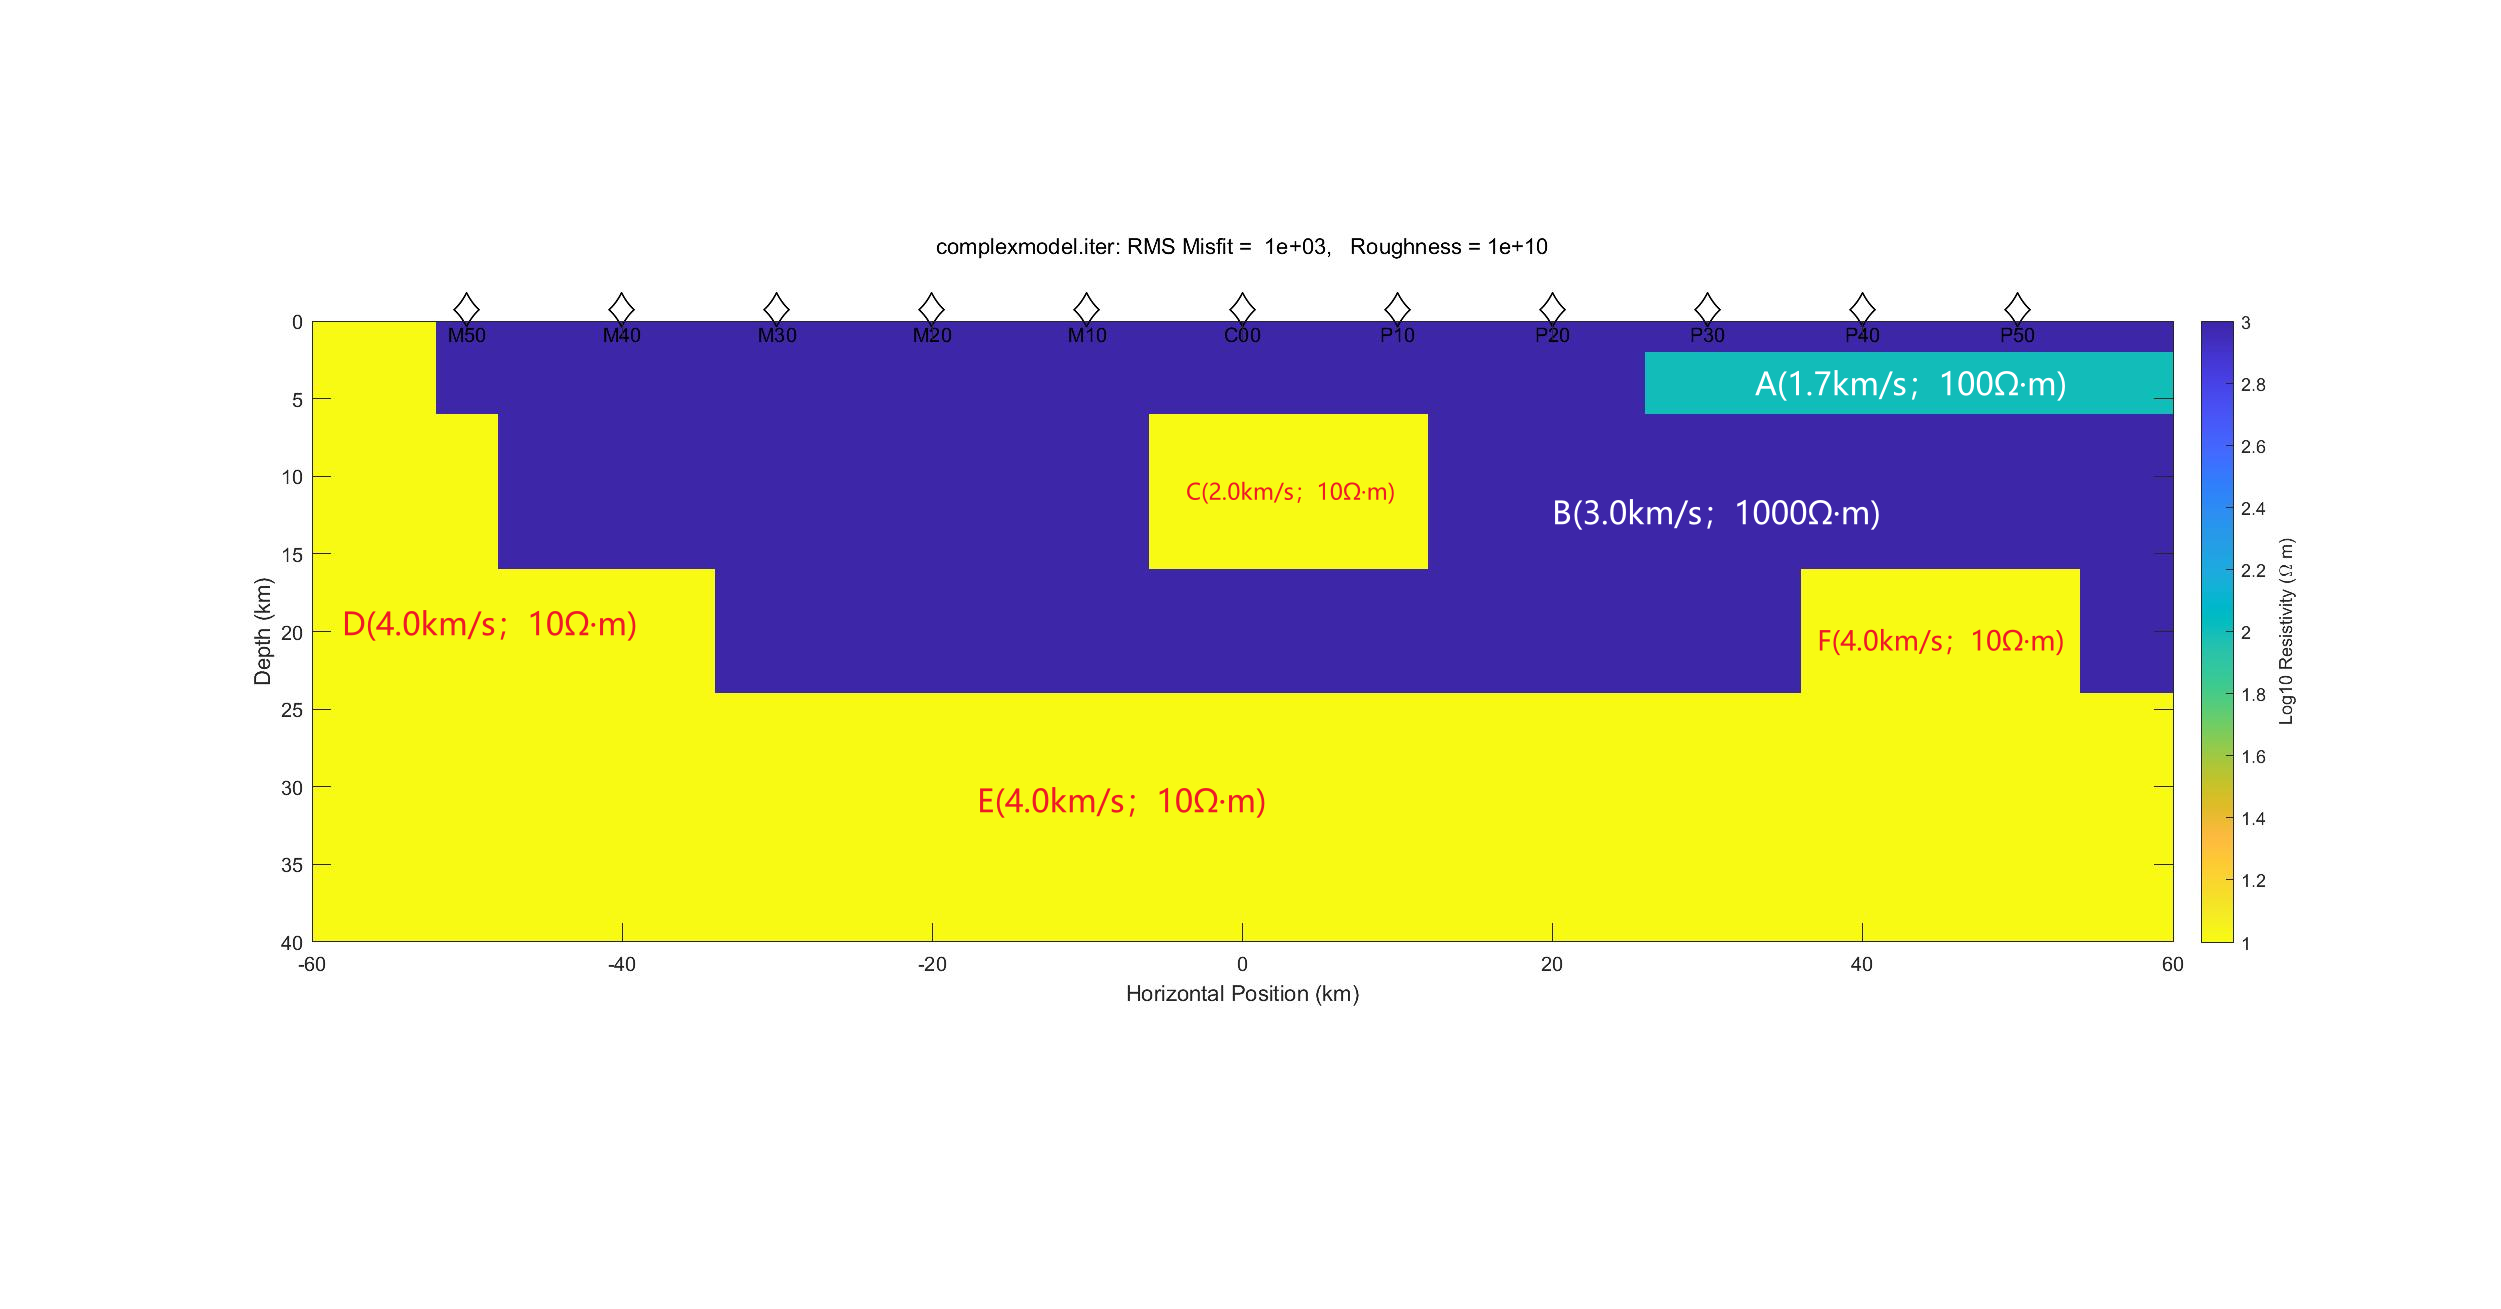 complexmodel.iter: RMS Misfit =  1e+03,   Roughness = 1e+10
M50 M40 M30 M20 M10 C00 P10 P20 P30 P40 P50
0
5
10
15
20
25
30
35
40
Depth (km)
A(1.7km/s；100Ω·m)
C(2.0km/s；10Ω·m)
B(3.0km/s；1000Ω·m)
D(4.0km/s；10Ω·m)
F(4.0km/s；10Ω·m)
E(4.0km/s；10Ω·m)
-60 -40 -20 0 20 40 60
Horizontal Position (km)
3
2.8
2.6
2.4
2.2
2
1.8
1.6
1.4
1.2
1
Log10 Resistivity (Ω m)